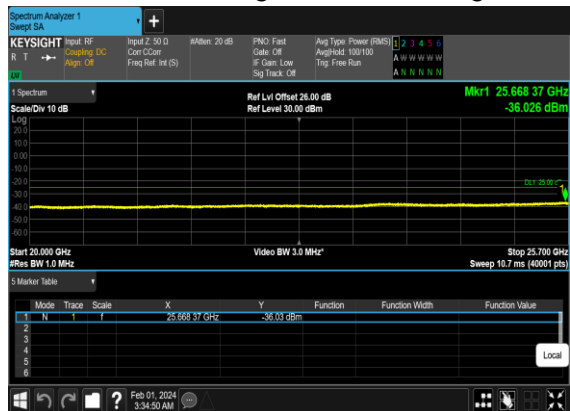 Spectrum Analyzer 1
Swept SA
KEYSIGHT Input: RF Input Z: 50 Ω #Atten: 20 dB PNO: Fast Avg Type: Power (RMS) 1 2 3 4 5 6
R T Coupling: DC Corr CCorr Gate: Off Avg|Hold: 100/100 A W W W W W
Align: Off Freq Ref: Int (S) IF Gain: Low Trig: Free Run
Sig Track: Off A N N N N N
1 Spectrum Ref Lvl Offset 26.00 dB Mkr1 25.668 37 GHz
Scale/Div 10 dB Ref Level 30.00 dBm -36.026 dBm
Log
20.0
10.0
0.00
-10.0
-20.0
-30.0
-40.0
-50.0
-60.0
1
Start 20.000 GHz Video BW 3.0 MHz* Stop 25.700 GHz
#Res BW 1.0 MHz Sweep 10.7 ms (40001 pts)
5 Marker Table
Mode Trace Scale X Y Function Function Width Function Value
1 N 1 f 25.668 37 GHz -36.03 dBm
2
3
4
5
6
Local
? Feb 01, 2024
3:34:50 AM